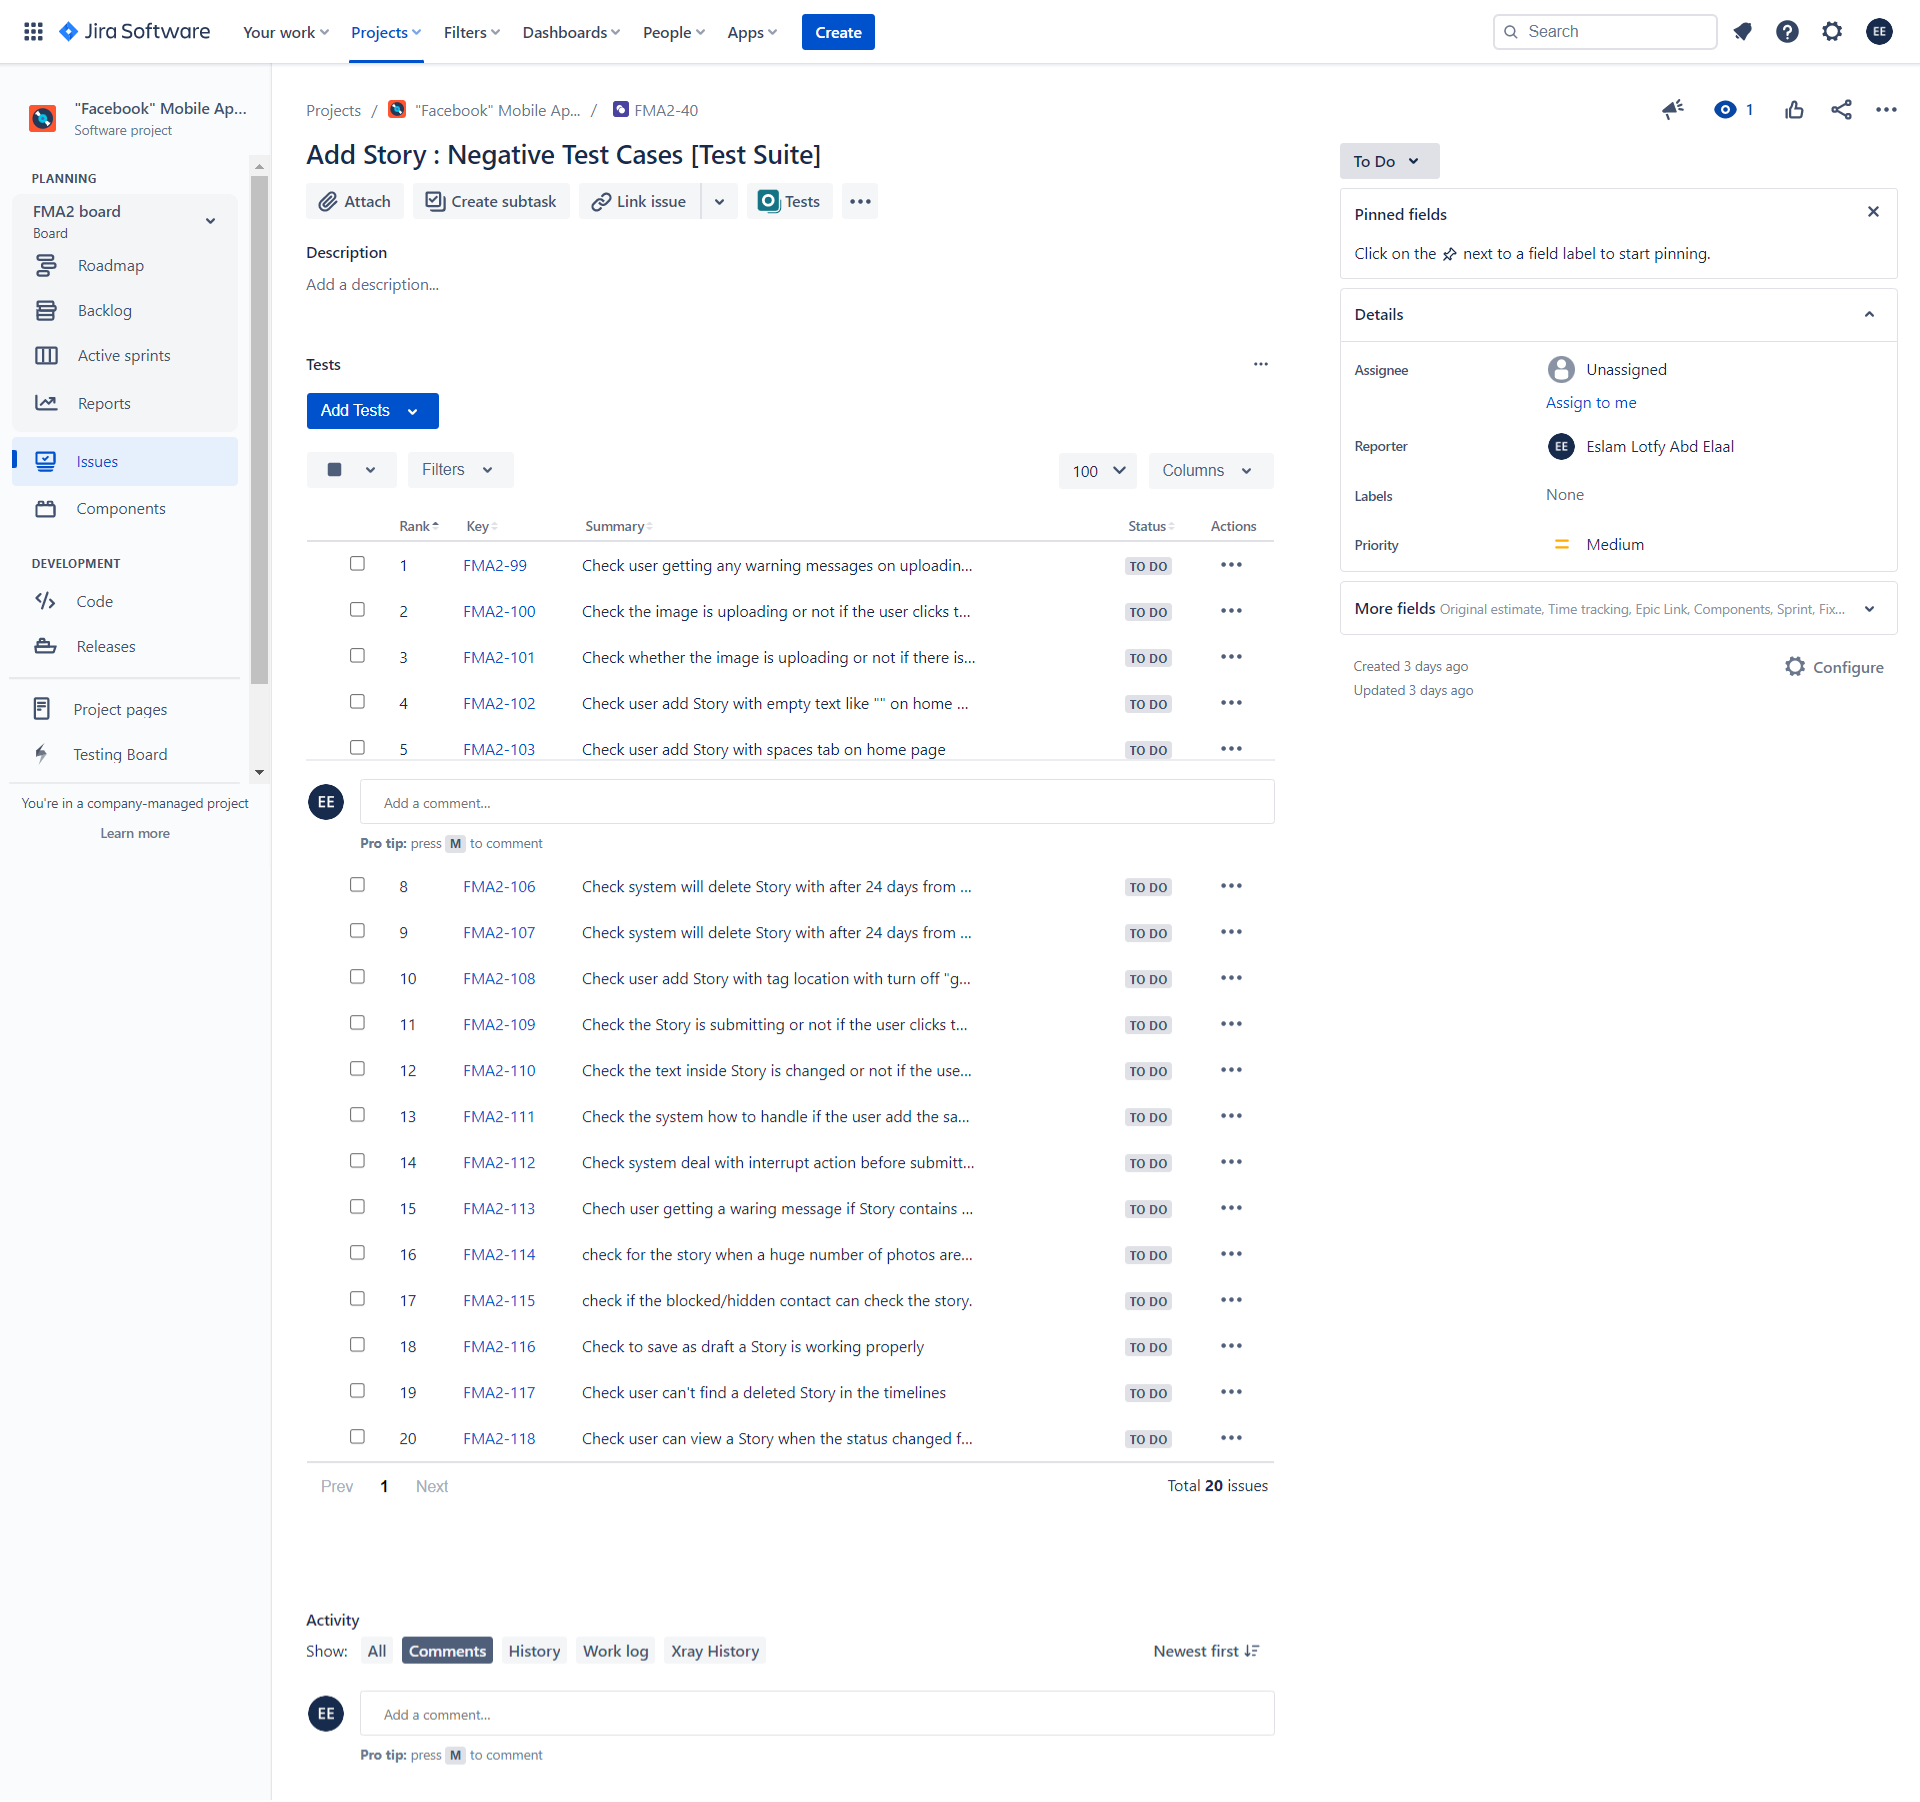 Jira Software
Your work
Projects
Filters
Dashboards
People
Apps
Create
Search
EE
"Facebook" Mobile Ap...
Software project
PLANNING
FMA2 board
Board
Roadmap
Backlog
Active sprints
Reports
Issues
Components
DEVELOPMENT
Code
Releases
Project pages
Testing Board
You're in a company-managed project
Learn more
Projects / "Facebook" Mobile Ap... / FMA2-40
1
Add Story : Negative Test Cases [Test Suite]
Attach
Create subtask
Link issue
Tests
Description
Add a description...
Tests
Add Tests
Filters
100
Columns
Rank Key Summary Status Actions
1 FMA2-99 Check user getting any warning messages on uploadin... TO DO
2 FMA2-100 Check the image is uploading or not if the user clicks t... TO DO
3 FMA2-101 Check whether the image is uploading or not if there is... TO DO
4 FMA2-102 Check user add Story with empty text like "" on home ... TO DO
5 FMA2-103 Check user add Story with spaces tab on home page TO DO
EE
Add a comment...
Pro tip: press M to comment
8 FMA2-106 Check system will delete Story with after 24 days from ... TO DO
9 FMA2-107 Check system will delete Story with after 24 days from ... TO DO
10 FMA2-108 Check user add Story with tag location with turn off "g... TO DO
11 FMA2-109 Check the Story is submitting or not if the user clicks t... TO DO
12 FMA2-110 Check the text inside Story is changed or not if the use... TO DO
13 FMA2-111 Check the system how to handle if the user add the sa... TO DO
14 FMA2-112 Check system deal with interrupt action before submitt... TO DO
15 FMA2-113 Chech user getting a waring message if Story contains ... TO DO
16 FMA2-114 check for the story when a huge number of photos are... TO DO
17 FMA2-115 check if the blocked/hidden contact can check the story. TO DO
18 FMA2-116 Check to save as draft a Story is working properly TO DO
19 FMA2-117 Check user can't find a deleted Story in the timelines TO DO
20 FMA2-118 Check user can view a Story when the status changed f... TO DO
Prev 1 Next
Total 20 issues
Activity
Show: All Comments History Work log Xray History
Newest first
EE
Add a comment...
Pro tip: press M to comment
To Do
Pinned fields
Click on the next to a field label to start pinning.
Details
Assignee
Unassigned
Assign to me
Reporter
EE Eslam Lotfy Abd Elaal
Labels
None
Priority
Medium
More fields Original estimate, Time tracking, Epic Link, Components, Sprint, Fix...
Created 3 days ago
Updated 3 days ago
Configure